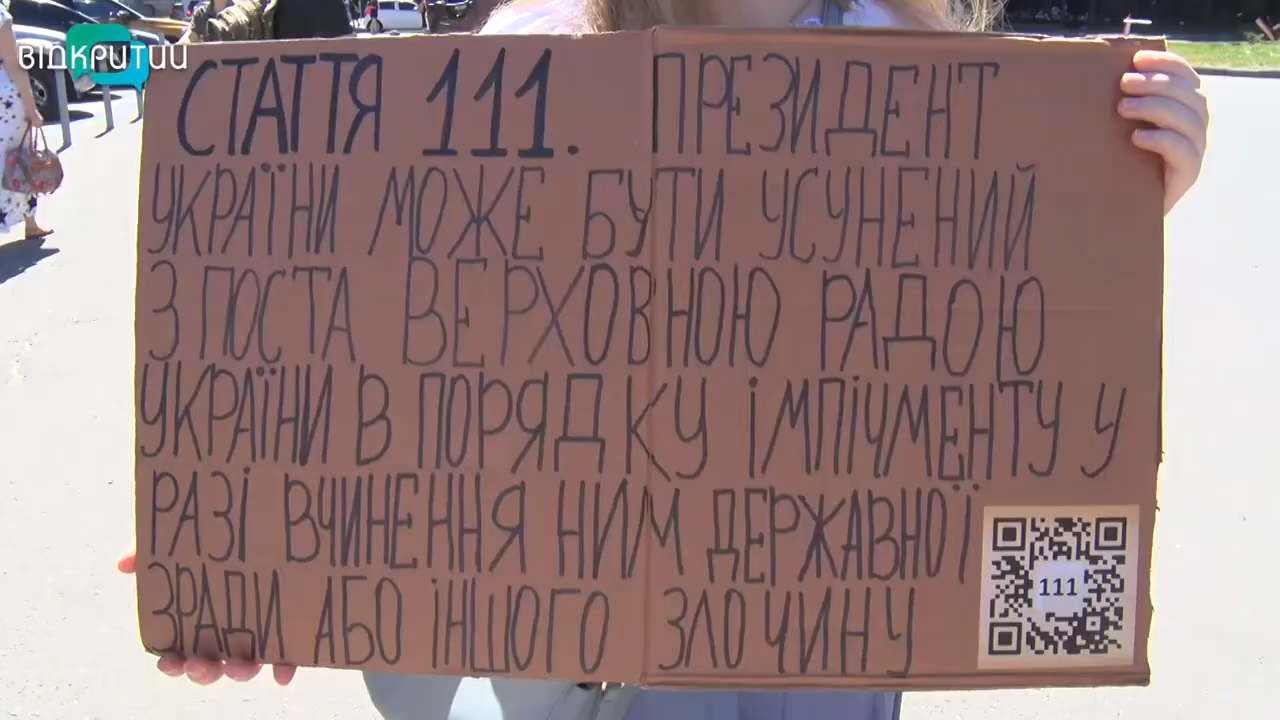 ВІДКРИТИЙ
СТАТТЯ 111. ПРЕЗИДЕНТ
УКРАЇНИ МОЖЕ БУТИ УСУНЕНИЙ
З ПОСТА ВЕРХОВНОЮ РАДОЮ
УКРАЇНИ В ПОРЯДКУ ІМПІЧМЕНТУ У
РАЗІ ВЧИНЕННЯ НИМ ДЕРЖАВНОЇ
ЗРАДИ АБО ІНШОГО ЗЛОЧИНУ
111